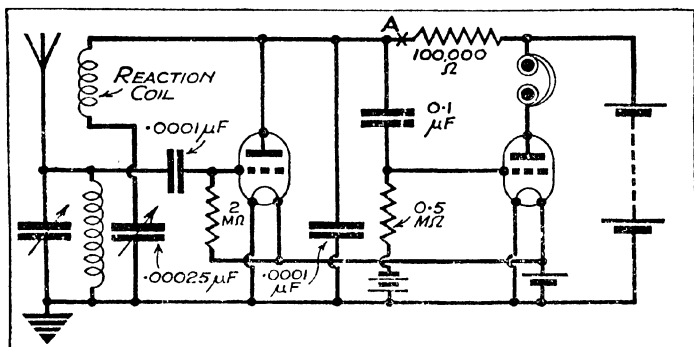 A
100,000
Ω
REACTION
COIL
.0001μF
0.1
μF
2
MΩ
0.5
MΩ
.00025μF
.0001
μF